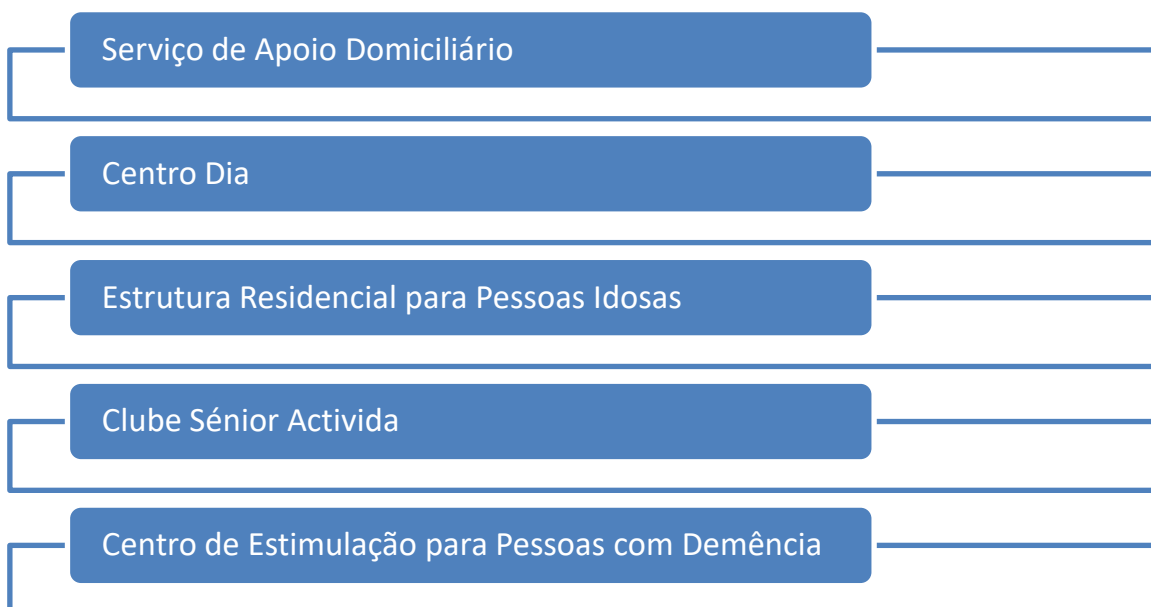 Serviço de Apoio Domiciliário
Centro Dia
Estrutura Residencial para Pessoas Idosas
Clube Sénior Activida
Centro de Estimulação para Pessoas com Demência